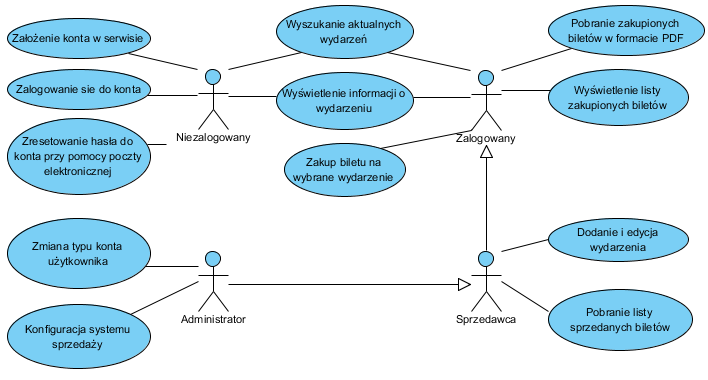 Założenie konta w serwisie
Zalogowanie sie do konta
Zresetowanie hasła do
konta przy pomocy poczty
elektronicznej
Niezalogowany
Wyszukanie aktualnych
wydarzeń
Wyświetlenie informacji o
wydarzeniu
Zakup biletu na
wybrane wydarzenie
Zalogowany
Pobranie zakupionych
biletów w formacie PDF
Wyświetlenie listy
zakupionych biletów
Zmiana typu konta
użytkownika
Konfiguracja systemu
sprzedaży
Administrator
Sprzedawca
Dodanie i edycja
wydarzenia
Pobranie listy
sprzedanych biletów